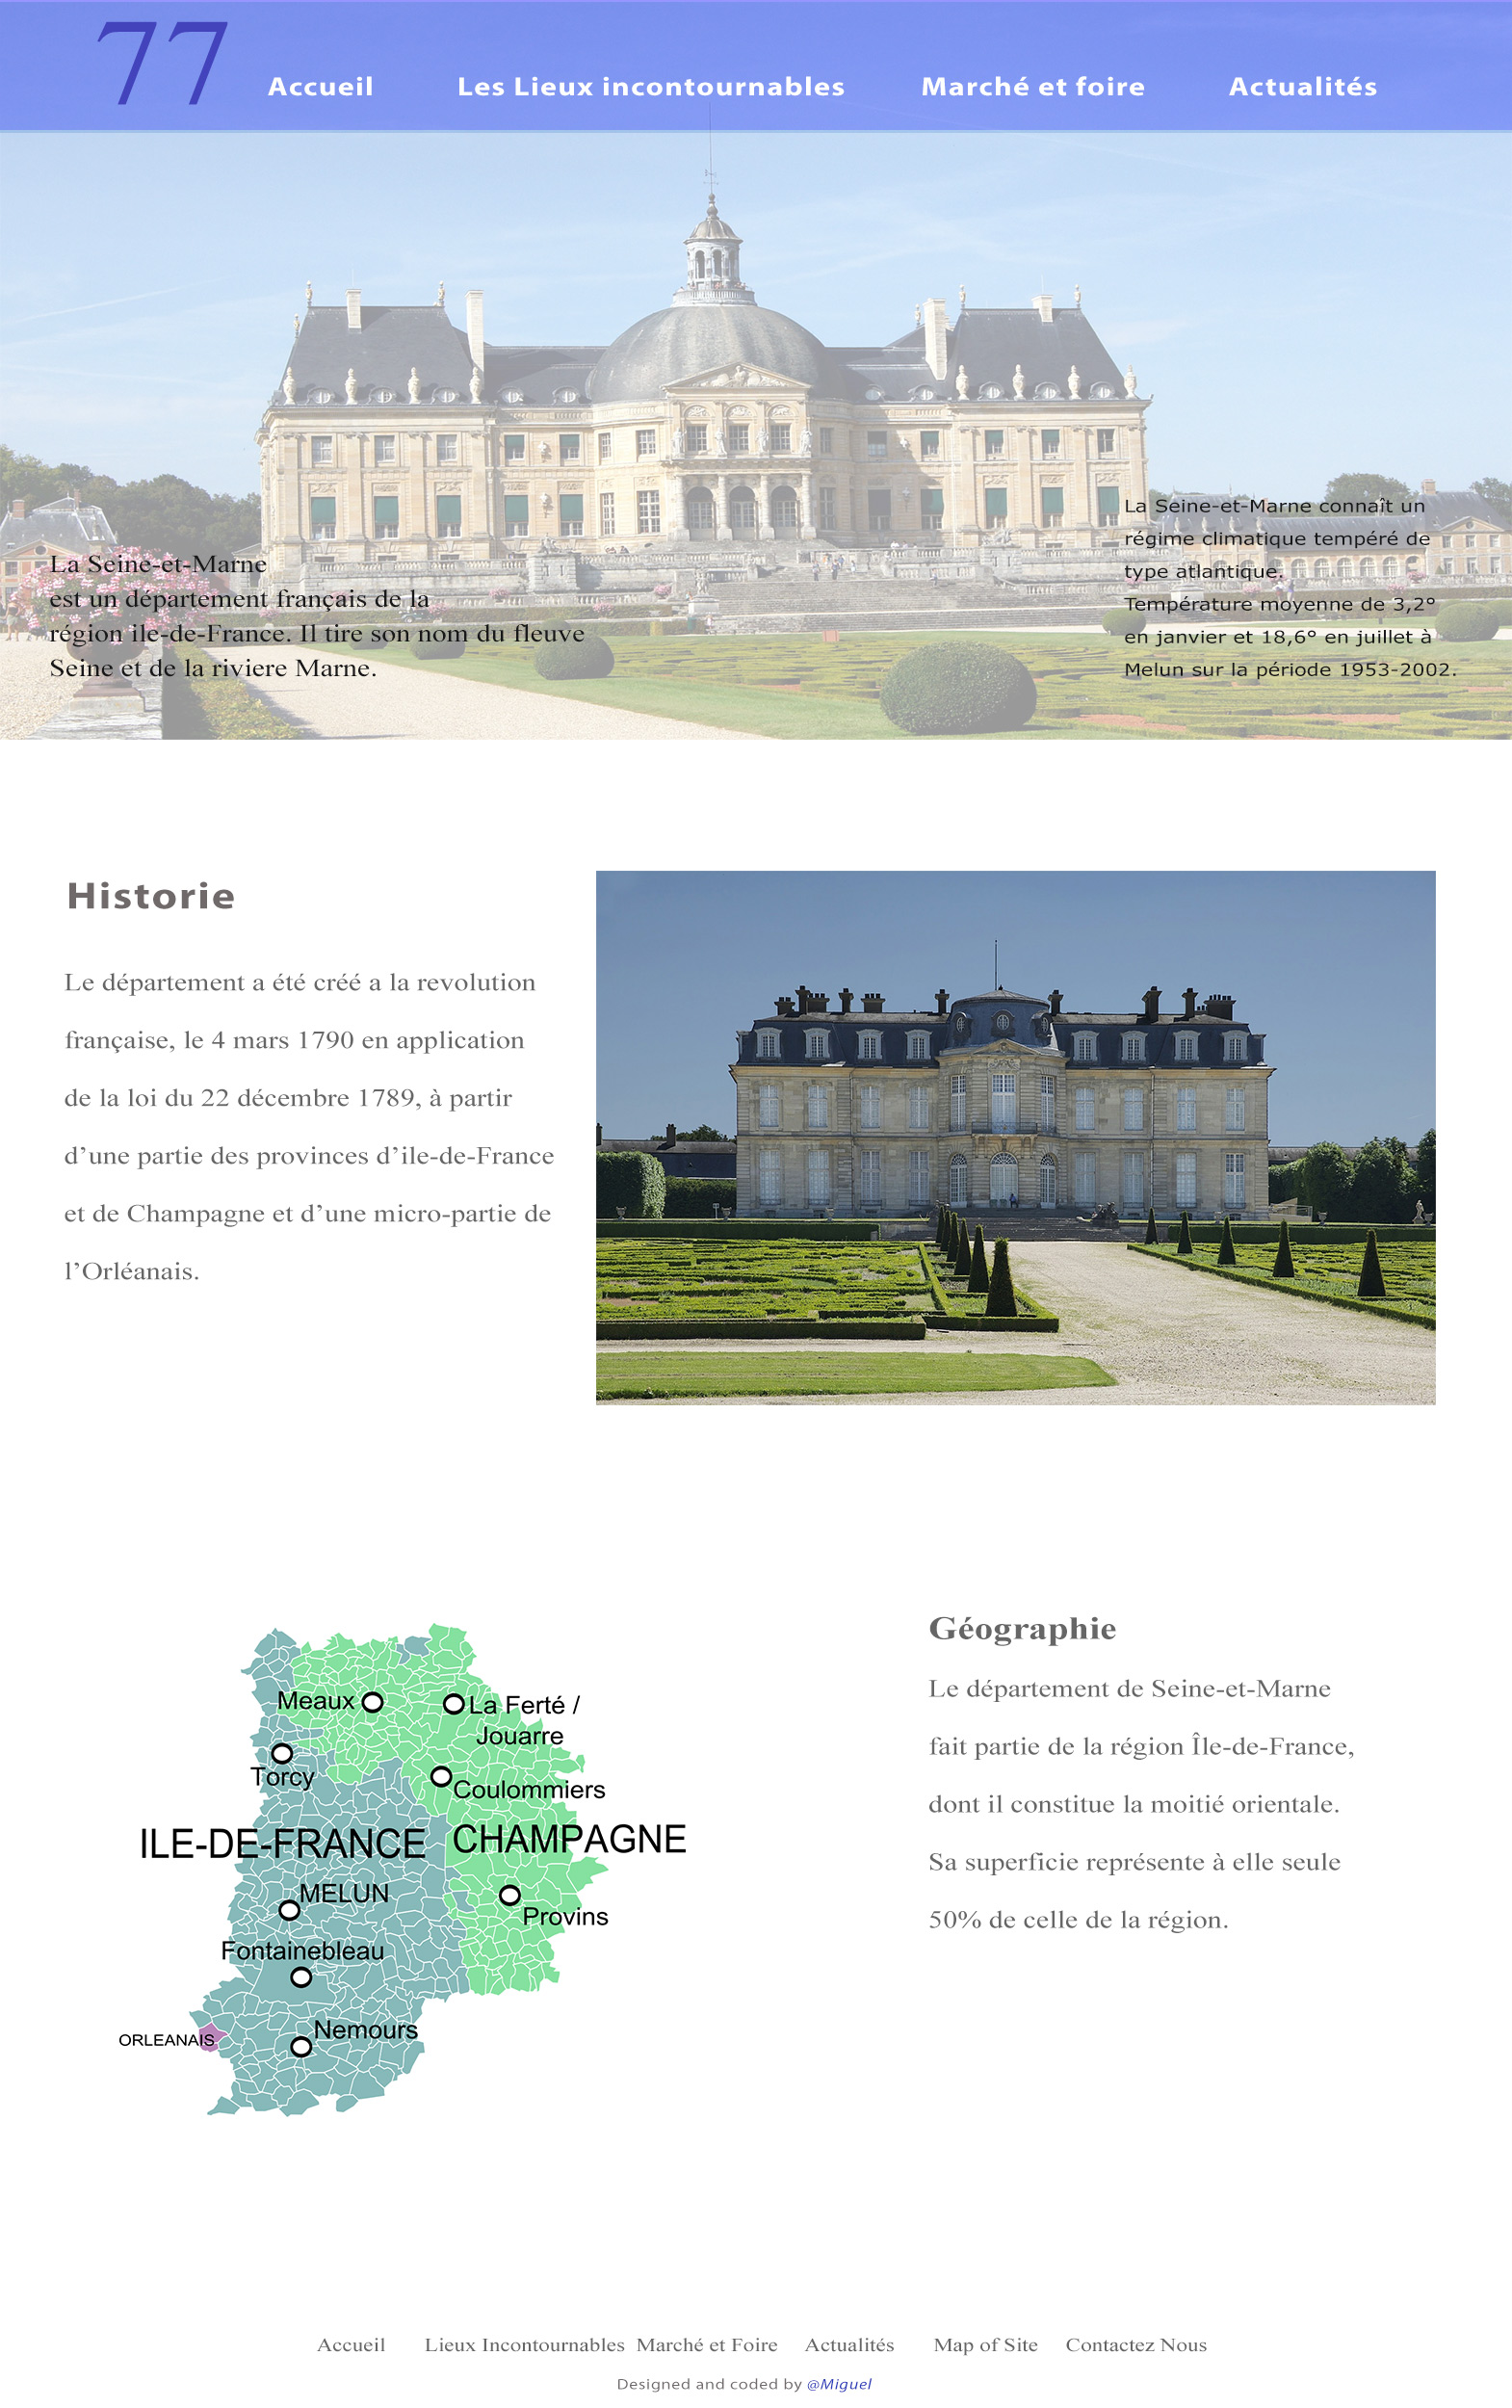 77
Accueil
Les Lieux incontournables
Marché et foire
Actualités
La Seine-et-Marne
est un département français de la
région ile-de-France. Il tire son nom du fleuve
Seine et de la riviere Marne.
La Seine-et-Marne connaît un
régime climatique tempéré de
type atlantique.
Température moyenne de 3,2°
en janvier et 18,6° en juillet à
Melun sur la période 1953-2002.
Historie
Le département a été créé a la revolution
française, le 4 mars 1790 en application
de la loi du 22 décembre 1789, à partir
d’une partie des provinces d’ile-de-France
et de Champagne et d’une micro-partie de
l’Orléanais.
Meaux
La Ferté /
Jouarre
Torcy
Coulommiers
ILE-DE-FRANCE
CHAMPAGNE
MELUN
Provins
Fontainebleau
Nemours
ORLEANAIS
Géographie
Le département de Seine-et-Marne
fait partie de la région Île-de-France,
dont il constitue la moitié orientale.
Sa superficie représente à elle seule
50% de celle de la région.
Accueil
Lieux Incontournables
Marché et Foire
Actualités
Map of Site
Contactez Nous
Designed and coded by @Miguel